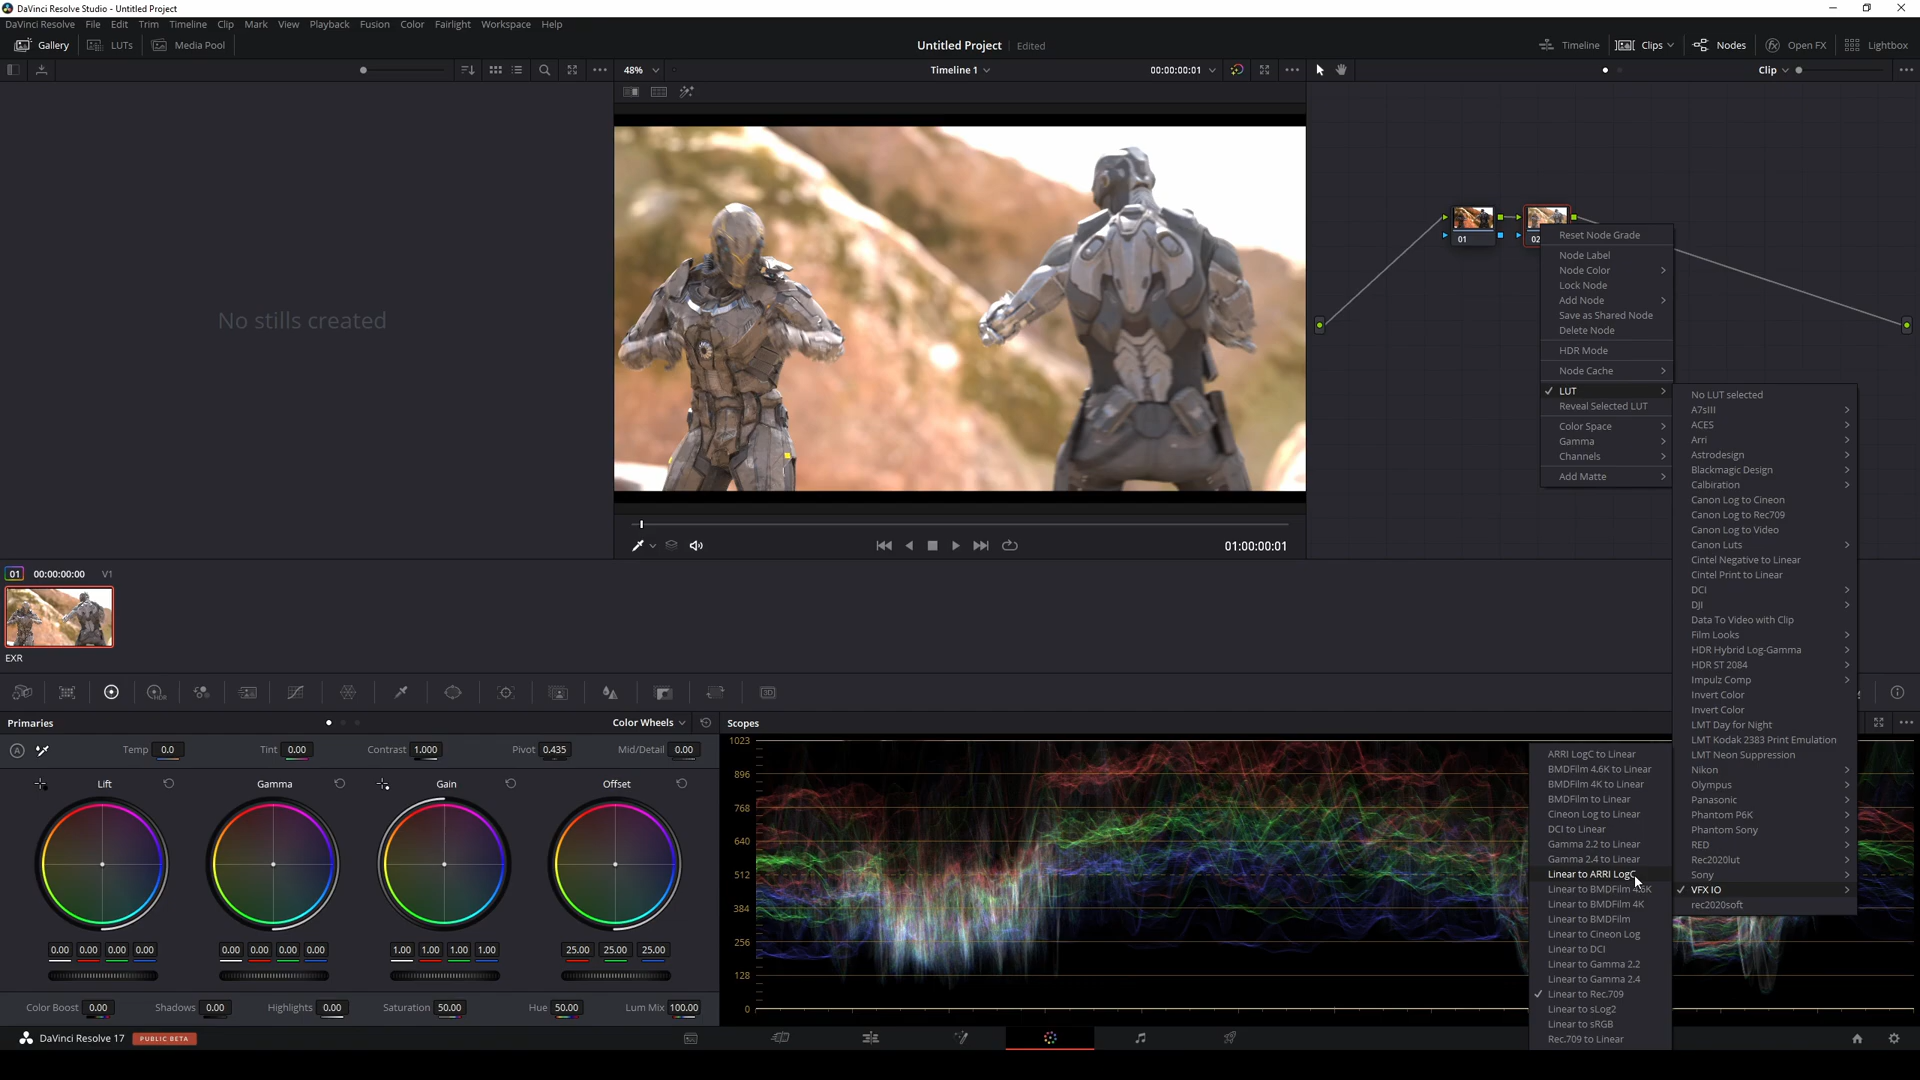 DaVinci Resolve Studio - Untitled Project
DaVinci Resolve File Edit Trim Timeline Clip Mark View Playback Fusion Color Fairlight Workspace Help
Gallery LUTs Media Pool
Untitled Project Edited
Timeline Clips Nodes Open FX Lightbox
48%
Timeline 1
00:00:00:01
Clip
No stills created
01
02
Reset Node Grade
Node Label
Node Color
Lock Node
Add Node
Save as Shared Node
Delete Node
HDR Mode
Node Cache
LUT
Reveal Selected LUT
Color Space
Gamma
Channels
Add Matte
No LUT selected
A7sIII
ACES
Arri
Astrodesign
Blackmagic Design
Calbiration
Canon Log to Cineon
Canon Log to Rec709
Canon Log to Video
Canon Luts
Cintel Negative to Linear
Cintel Print to Linear
DCI
DJI
Data To Video with Clip
Film Looks
HDR Hybrid Log-Gamma
HDR ST 2084
Impulz Comp
Invert Color
Invert Color
LMT Day for Night
LMT Kodak 2383 Print Emulation
LMT Neon Suppression
Nikon
Olympus
Panasonic
Phantom P6K
Phantom Sony
RED
Rec2020lut
Sony
VFX IO
rec2020soft
01:00:00:01
01 00:00:00:00 V1
EXR
Primaries
Color Wheels
Scopes
Temp 0.0 Tint 0.00 Contrast 1.000 Pivot 0.435 Mid/Detail 0.00
Lift Gamma Gain Offset
0.00 0.00 0.00 0.00
0.00 0.00 0.00 0.00
1.00 1.00 1.00 1.00
25.00 25.00 25.00
Color Boost 0.00 Shadows 0.00 Highlights 0.00 Saturation 50.00 Hue 50.00 Lum Mix 100.00
1023
896
768
640
512
384
256
128
0
ARRI LogC to Linear
BMDFilm 4.6K to Linear
BMDFilm 4K to Linear
BMDFilm to Linear
Cineon Log to Linear
DCI to Linear
Gamma 2.2 to Linear
Gamma 2.4 to Linear
Linear to ARRI LogC
Linear to BMDFilm 4.6K
Linear to BMDFilm 4K
Linear to BMDFilm
Linear to Cineon Log
Linear to DCI
Linear to Gamma 2.2
Linear to Gamma 2.4
Linear to Rec.709
Linear to sLog2
Linear to sRGB
Rec.709 to Linear
DaVinci Resolve 17 PUBLIC BETA